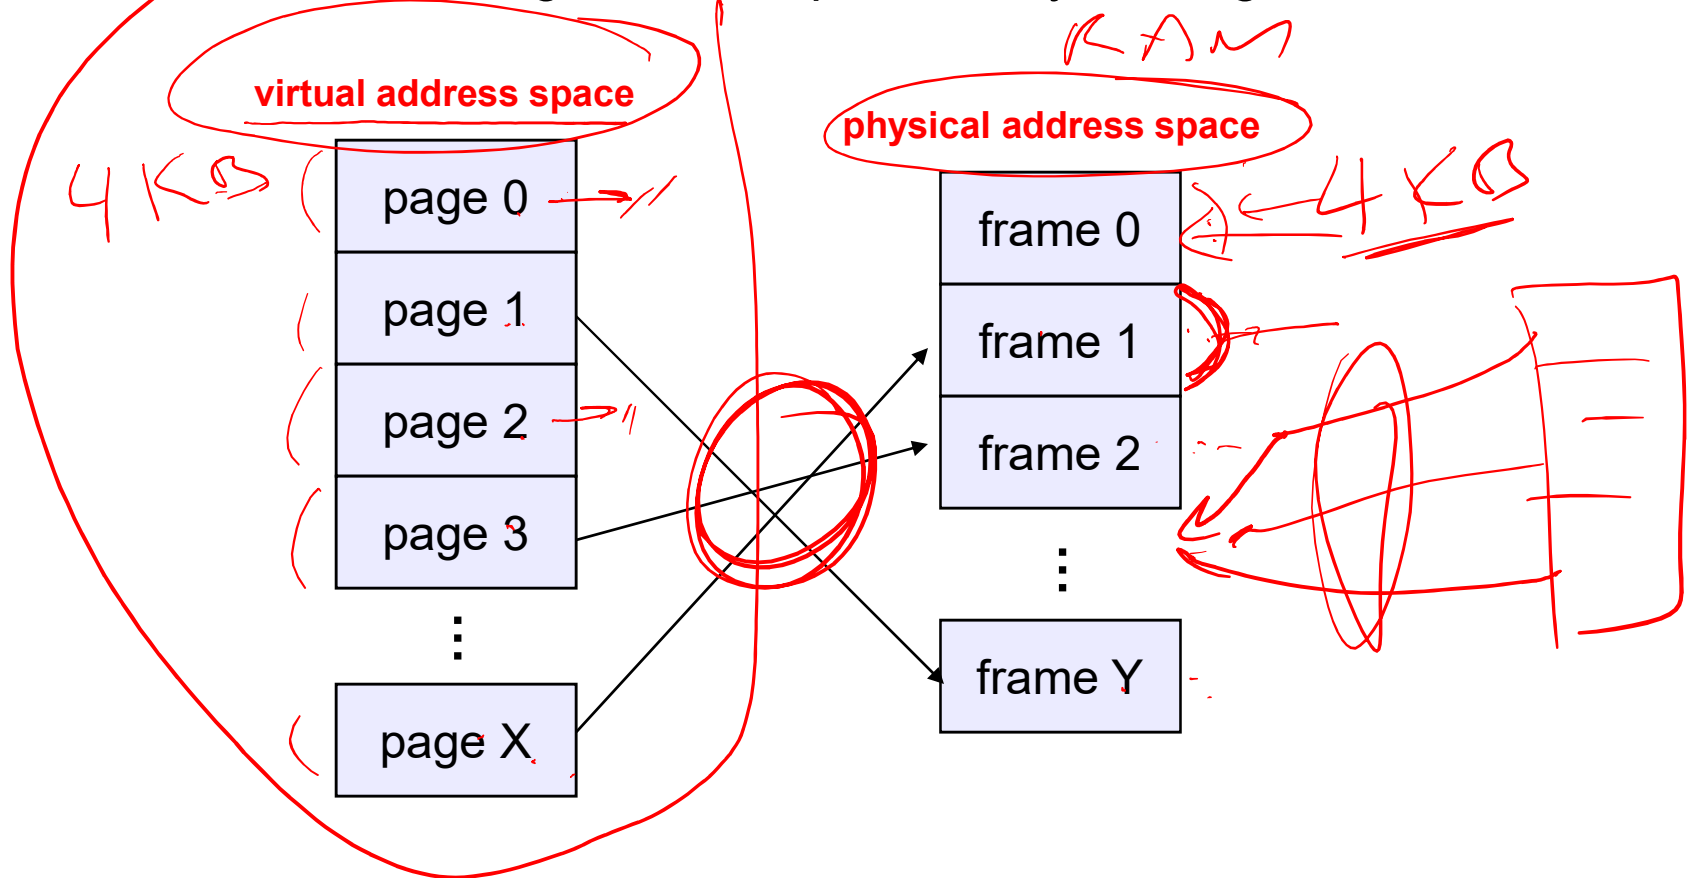 RAM
virtual address space
physical address space
4KB
page 0
frame 0
4KB
page 1
frame 1
page 2
frame 2
page 3
⋮
⋮
frame Y
page X